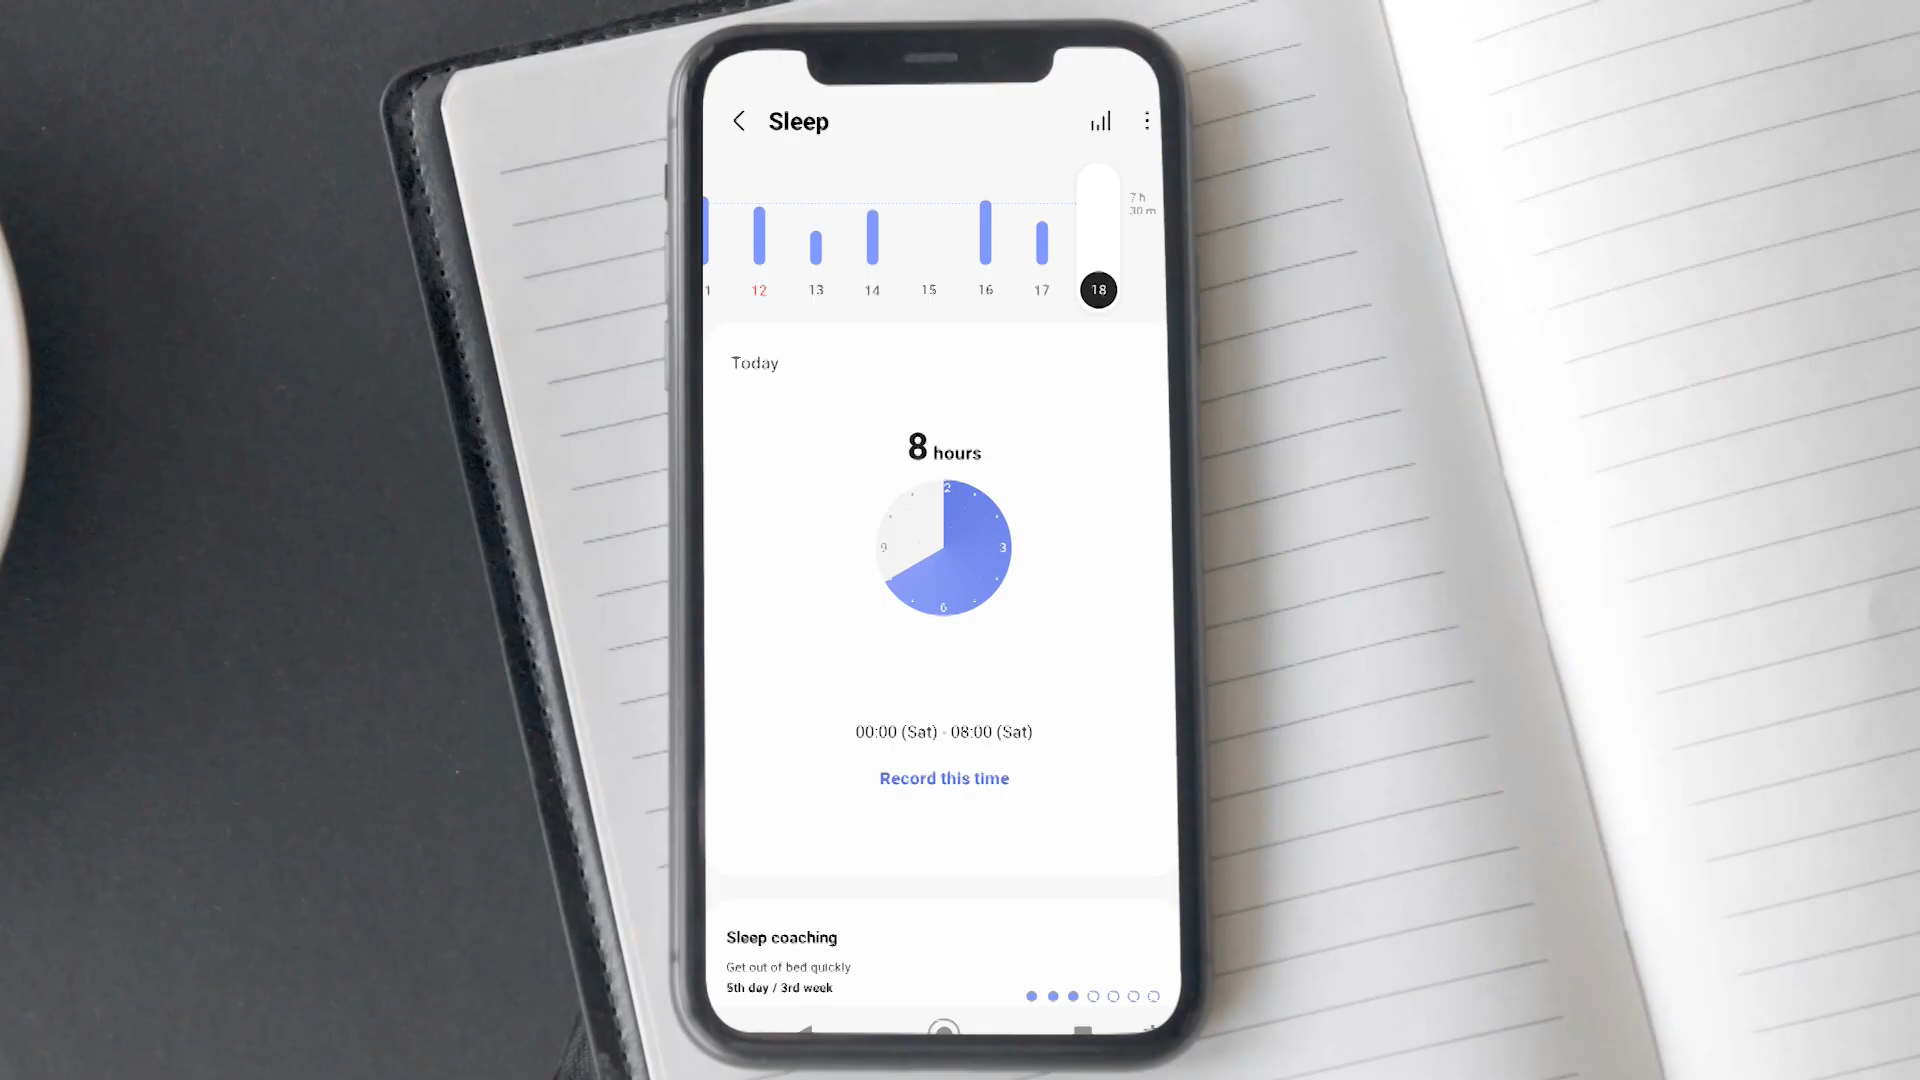 Sleep
7 h
30 m
1 12 13 14 15 16 17 18
Today
8 hours
2
9 3
6
00:00 (Sat) - 08:00 (Sat)
Record this time
Sleep coaching
Get out of bed quickly
5th day / 3rd week